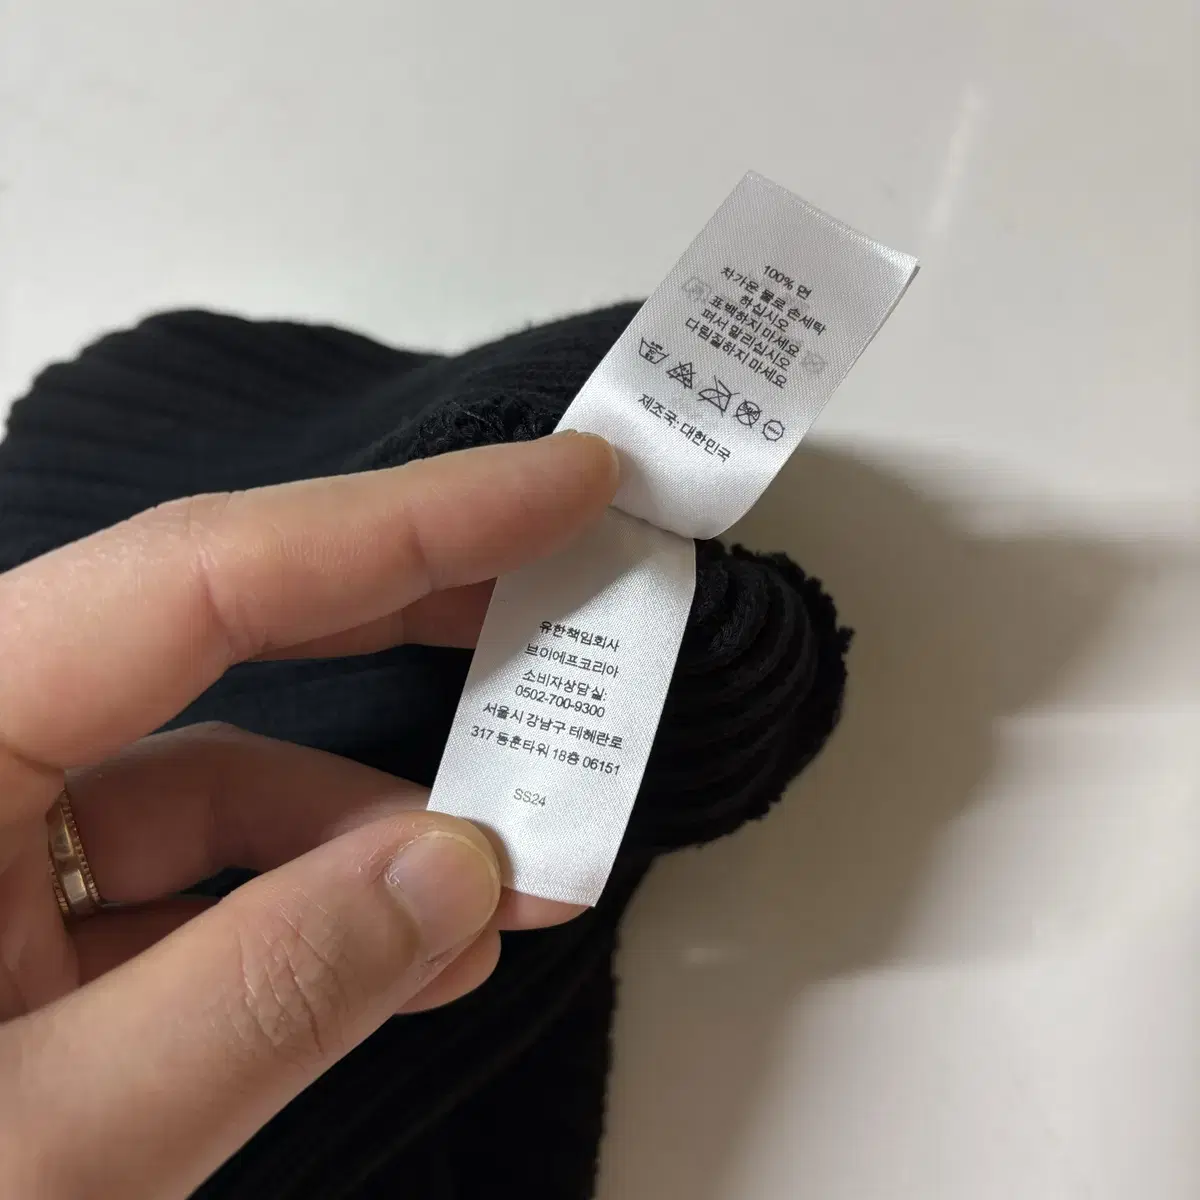 100% 면
차가운 물로 손세탁
하십시오
표백하지 마세요
펴서 말리십시오
다림질하지 마세요
제조국: 대한민국
유한책임회사
브이에프코리아
소비자상담실:
0502-700-9300
서울시 강남구 테헤란로
317 동훈타워 18층 06151
SS24